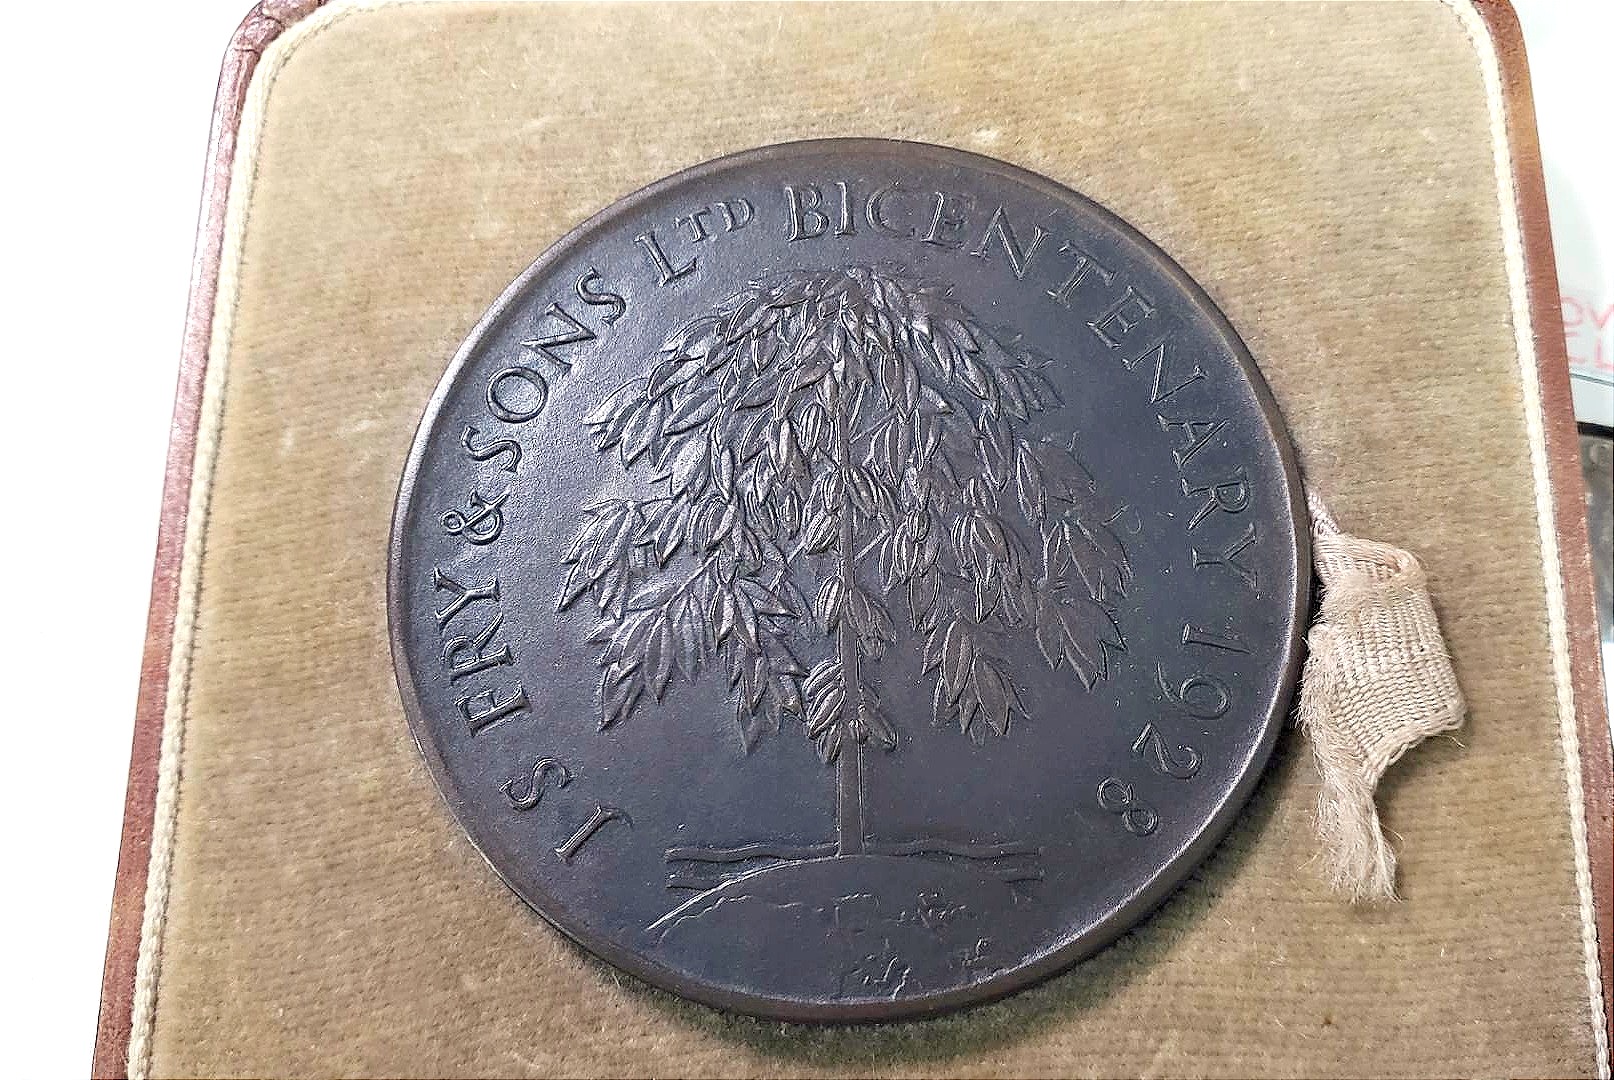 J S FRY & SONS LTD BICENTENARY 1928